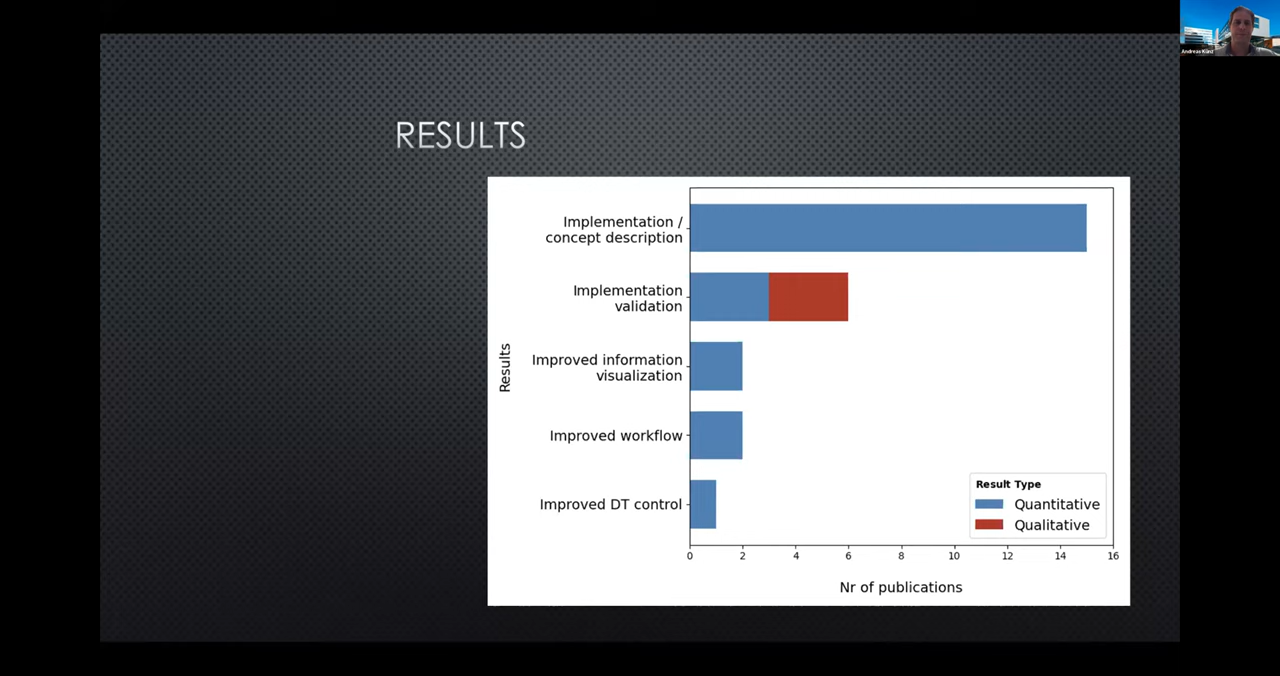 RESULTS
Implementation /
concept description
Implementation
validation
Improved information
visualization
Improved workflow
Improved DT control
Results
0 2 4 6 8 10 12 14 16
Nr of publications
Result Type
Quantitative
Qualitative
Andreas